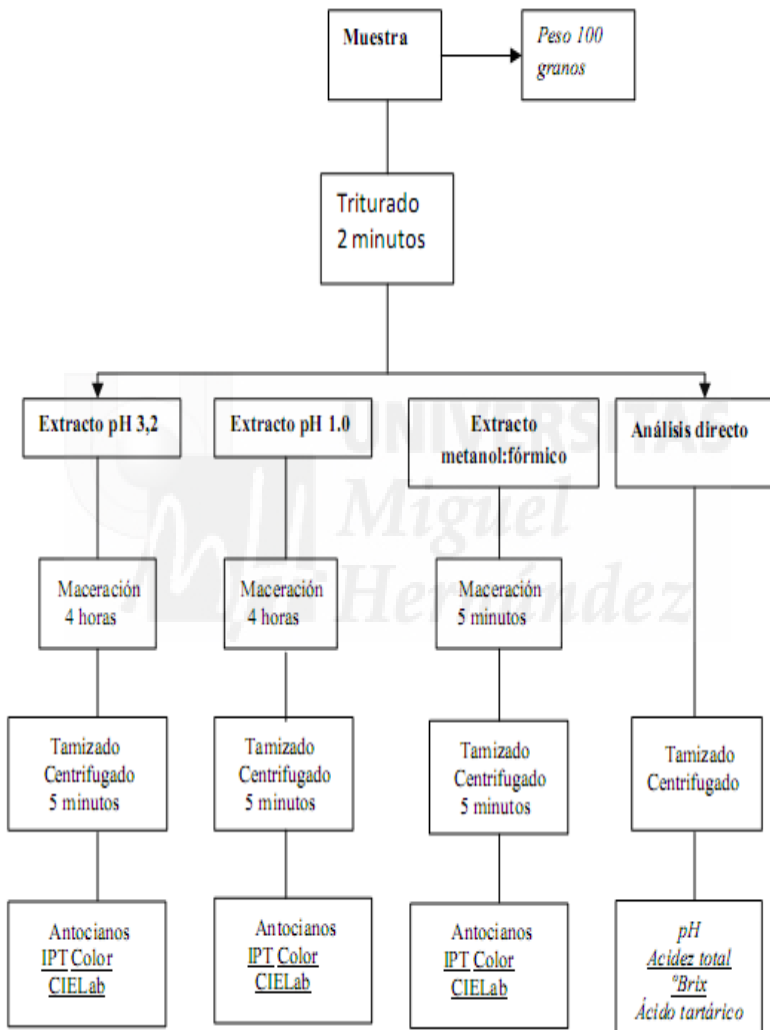 Muestra
Peso 100
granos
Triturado
2 minutos
Extracto pH 3,2
Extracto pH 1.0
Extracto
metanol:fórmico
Análisis directo
UNIVERSITAS
Miguel
Hernández
Maceración
4 horas
Maceración
4 horas
Maceración
5 minutos
Tamizado
Centrifugado
5 minutos
Tamizado
Centrifugado
5 minutos
Tamizado
Centrifugado
5 minutos
Tamizado
Centrifugado
Antocianos
IPT Color
CIELab
Antocianos
IPT Color
CIELab
Antocianos
IPT Color
CIELab
pH
Acidez total
ºBrix
Ácido tartárico